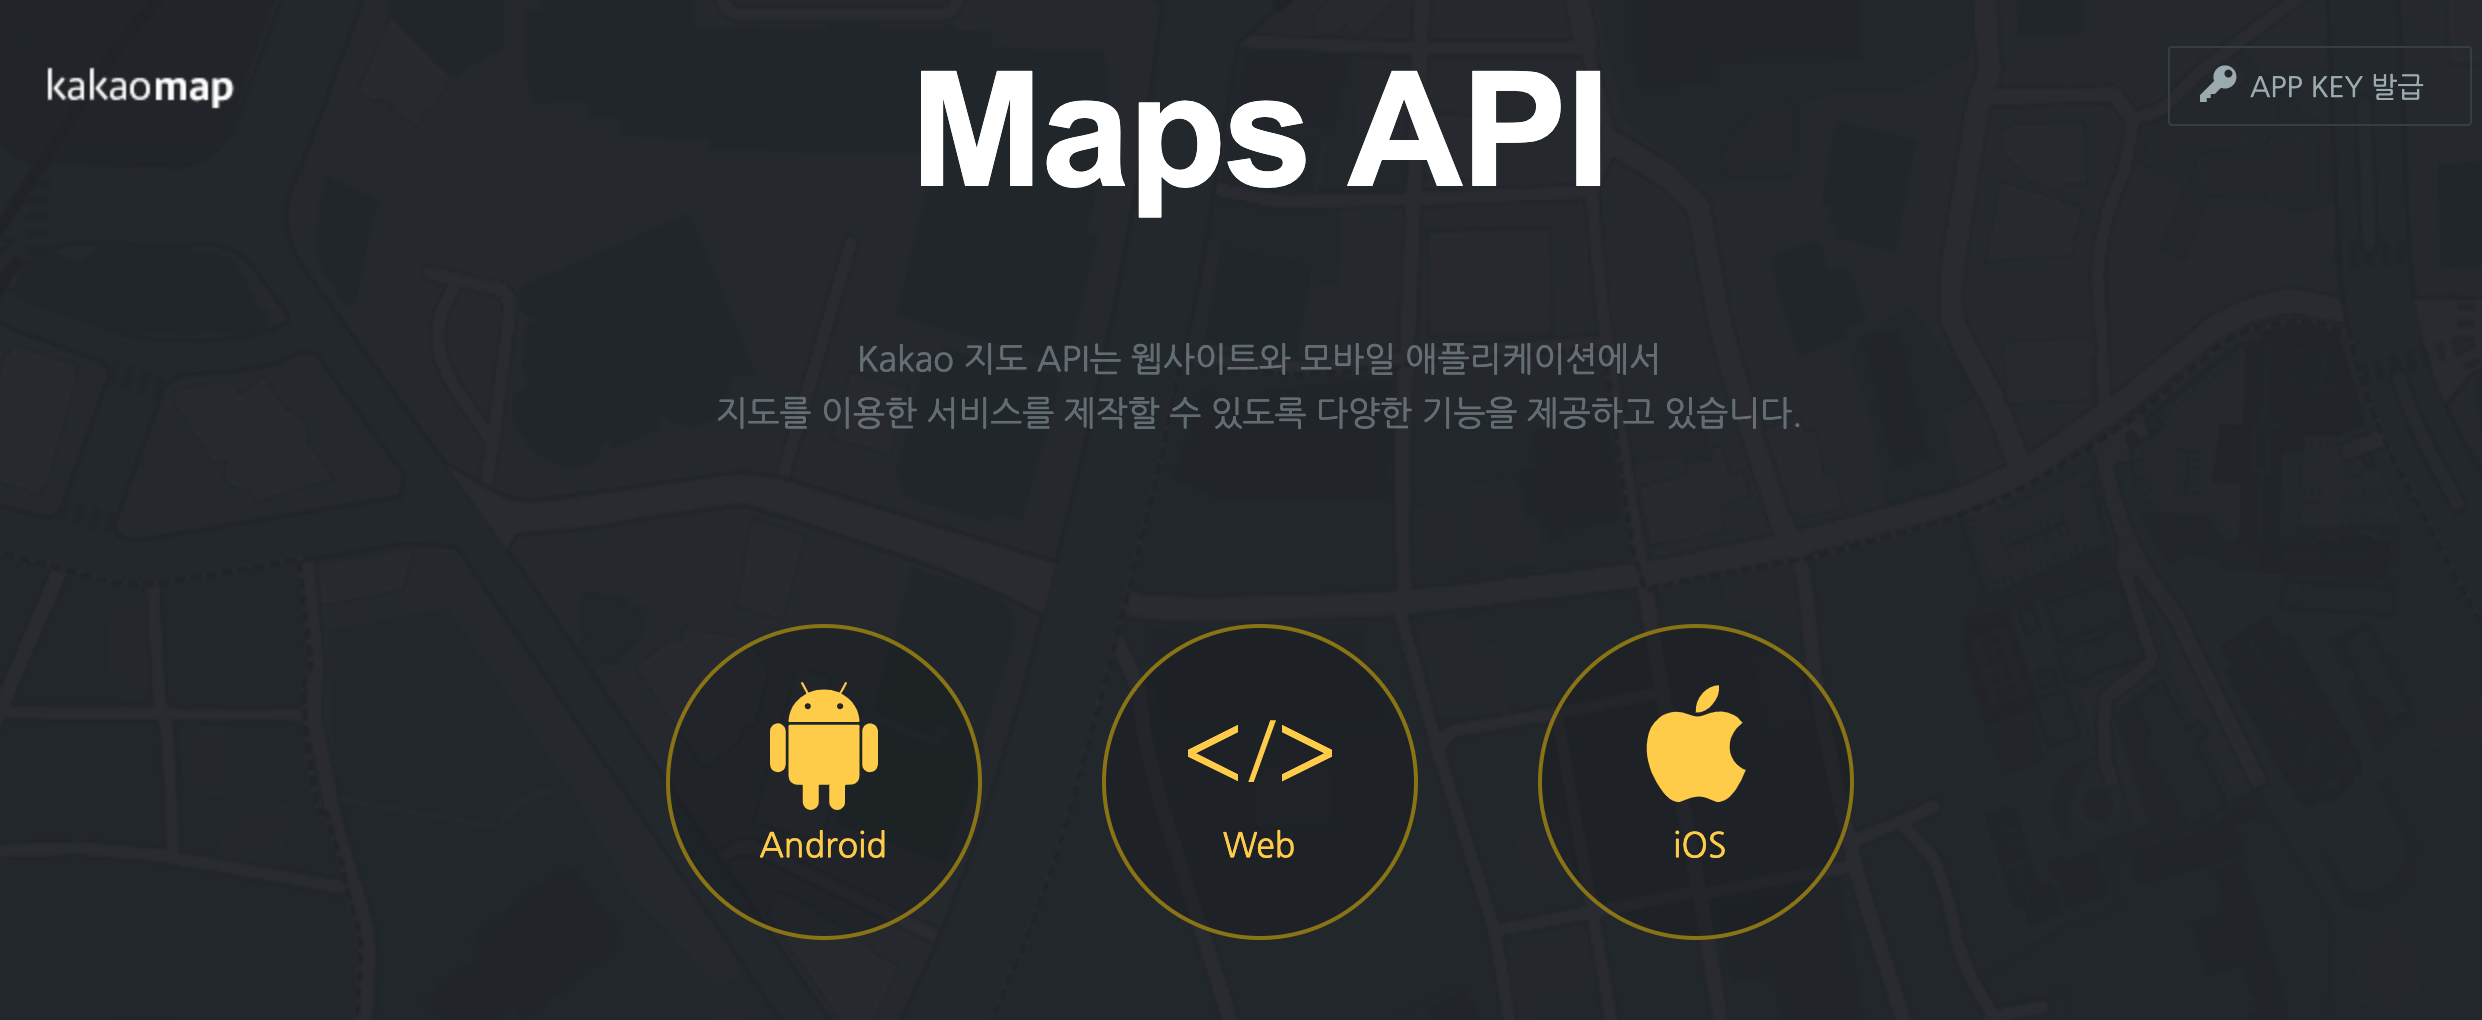 kakaomap
Maps API
APP KEY 발급
Kakao 지도 API는 웹사이트와 모바일 애플리케이션에서
지도를 이용한 서비스를 제작할 수 있도록 다양한 기능을 제공하고 있습니다.
</>
Android
Web
iOS